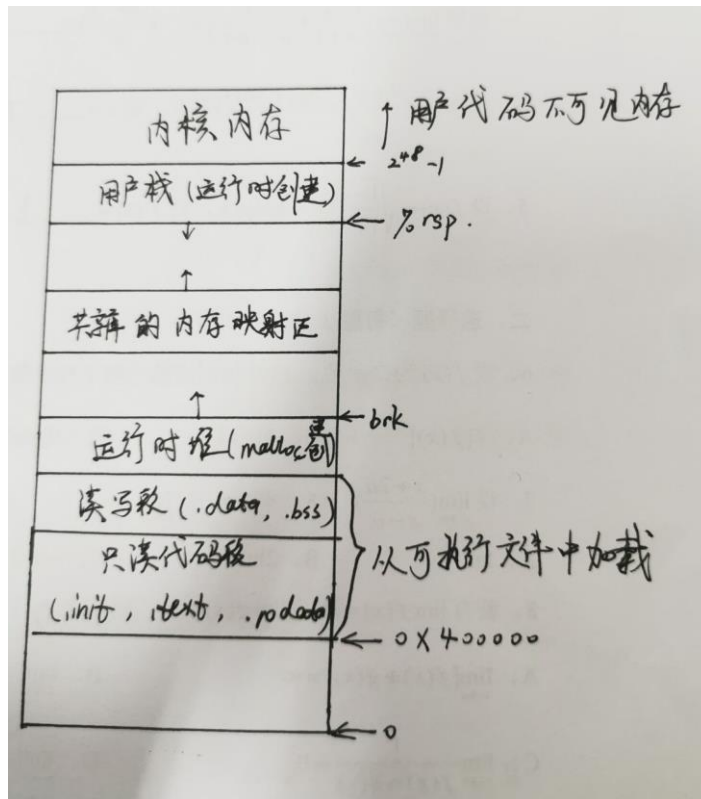 内核内存
↑ 用户代码不可见内存
← 2^48-1
用户栈(运行时创建)
← %rsp.
↓
↑
共享的内存映射区
↑
← brk
运行时堆(malloc创建)
读写段(.data, .bss)
只读代码段
(.init, .text, .rodata)
从可执行文件中加载
← 0X400000
← 0